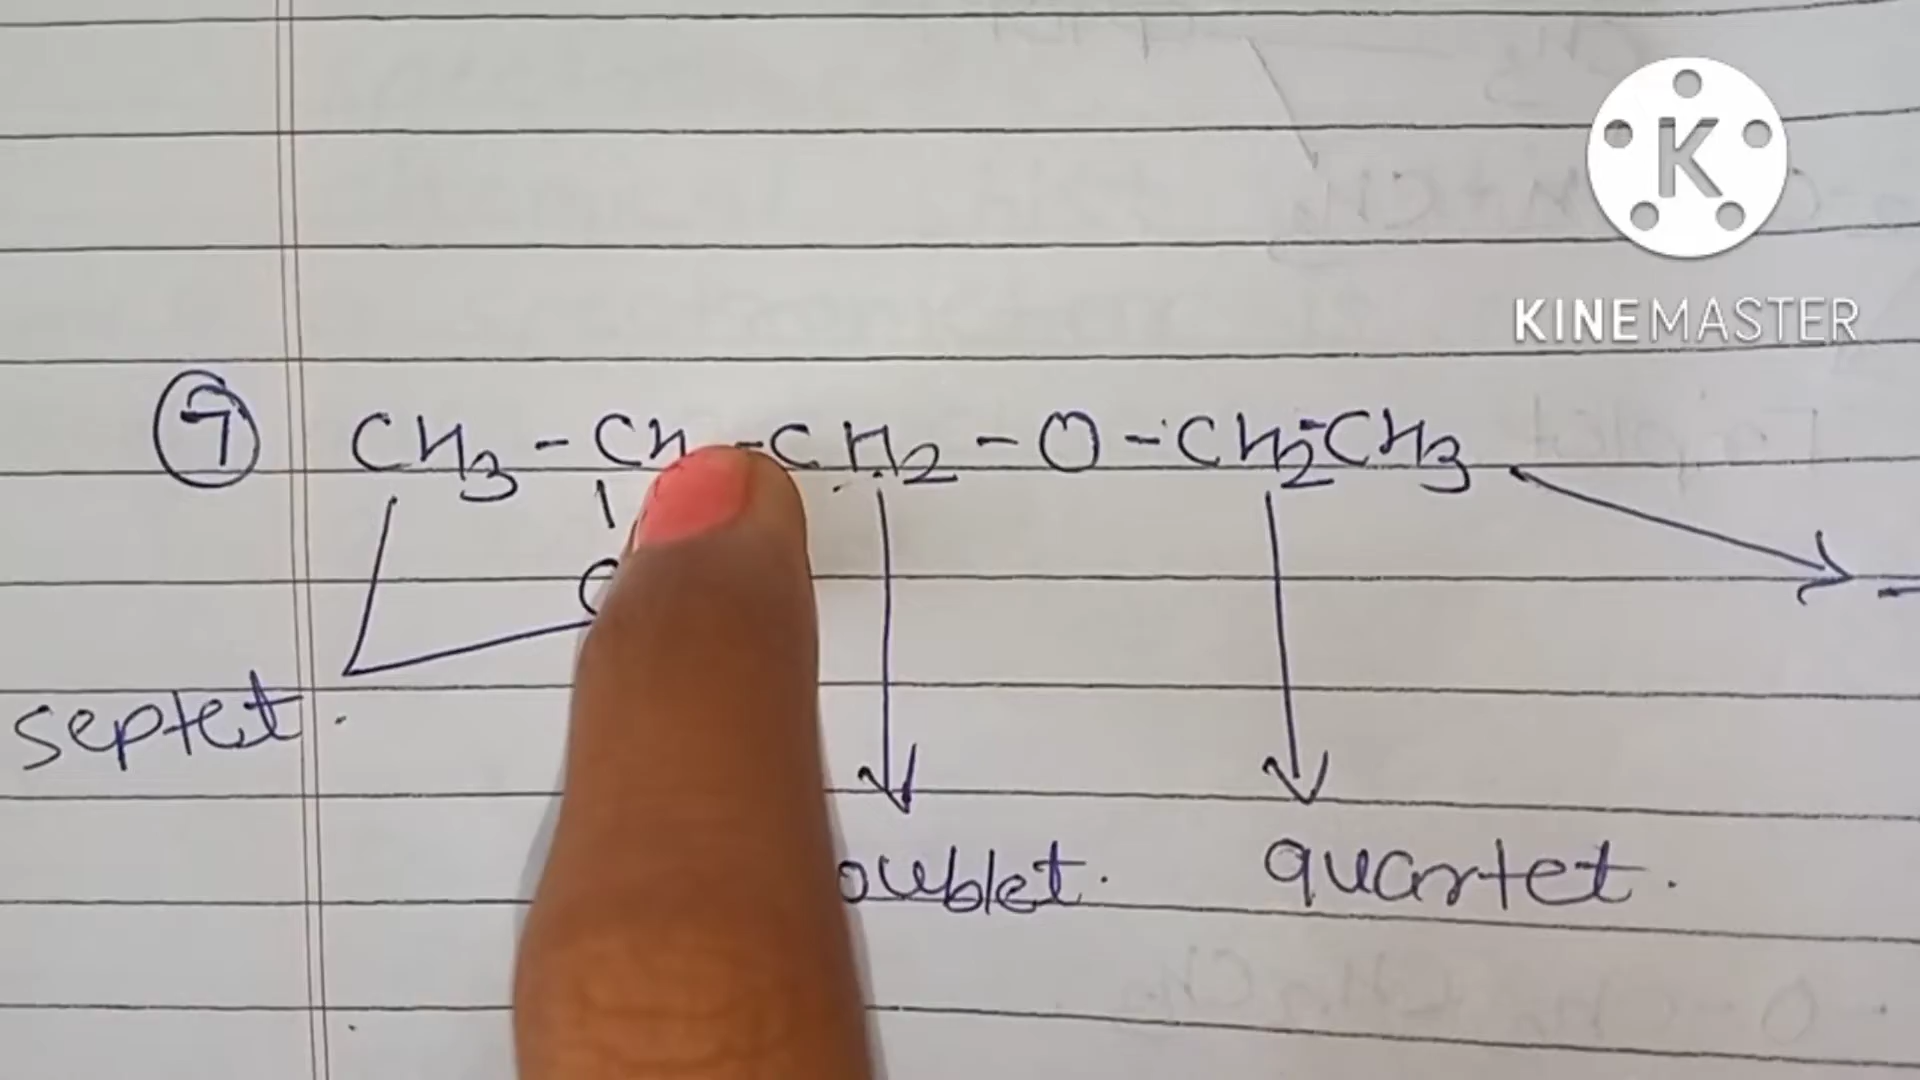 KINEMASTER
7 CH3 - CH - CH2 - O - CH2-CH3
septet.
oublet. quartet.